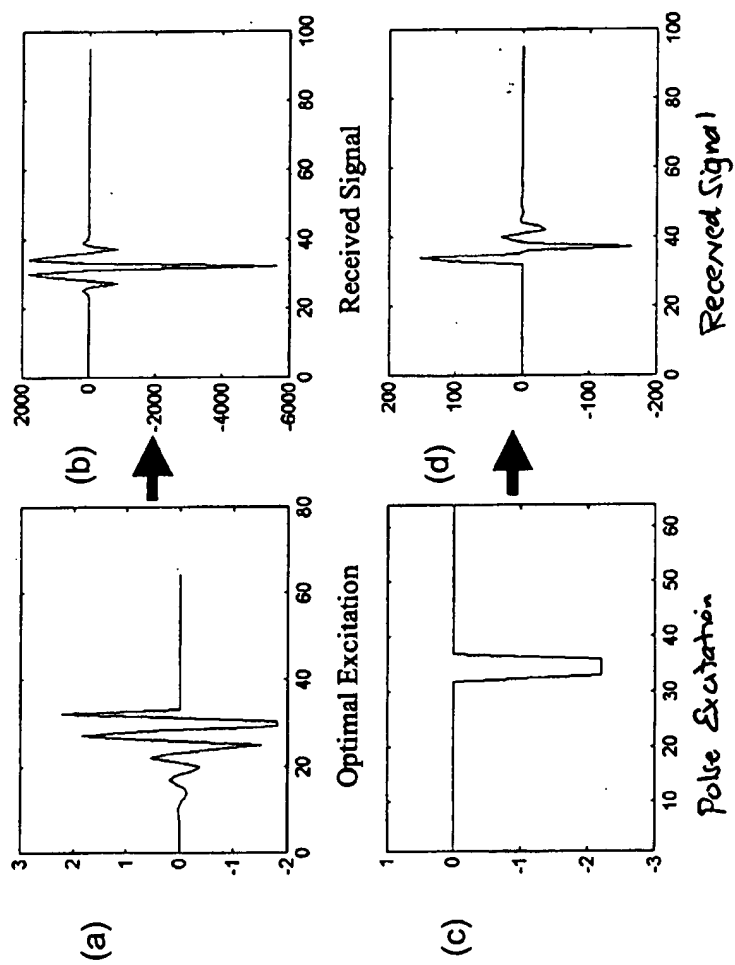 (a)
3
2
1
0
-1
-2
0 20 40 60 80
Optimal Excitation
(b)
2000
0
-2000
-4000
-6000
0 20 40 60 80 100
Received Signal
(c)
1
0
-1
-2
-3
10 20 30 40 50 60
Pulse Excitation
(d)
200
100
0
-100
-200
0 20 40 60 80 100
Received Signal